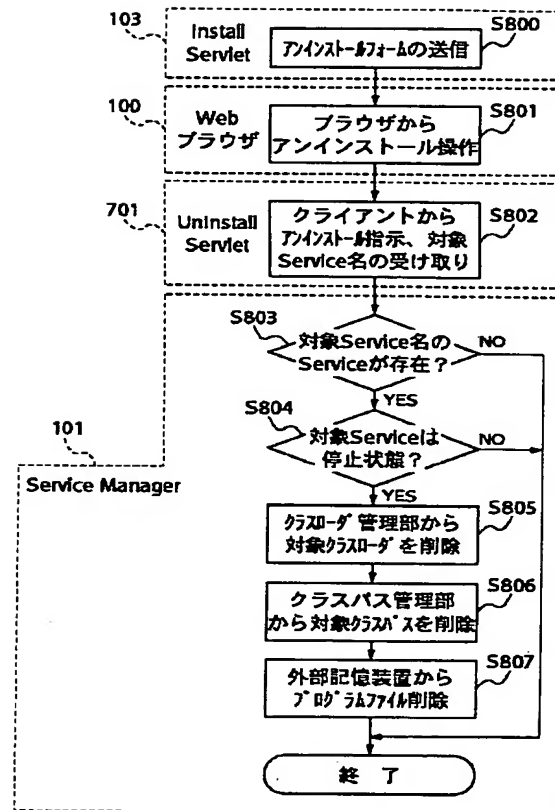 103
Install
Servlet
S800
ｱﾝｲﾝｽﾄｰﾙﾌｫｰﾑの送信
100
Web
ブラウザ
S801
ブラウザから
アンインストール操作
701
Uninstall
Servlet
S802
クライアントから
ｱﾝｲﾝｽﾄｰﾙ指示、対象
Service名の受け取り
S803
対象Service名の
Serviceが存在?
NO
YES
S804
対象Serviceは
停止状態?
NO
YES
101
Service Manager
S805
ｸﾗｽﾛｰﾀﾞ管理部から
対象ｸﾗｽﾛｰﾀﾞを削除
S806
クラスパス管理部
から対象ｸﾗｽﾊﾟｽを削除
S807
外部記憶装置から
ﾌﾟﾛｸﾞﾗﾑﾌｧｲﾙ削除
終 了